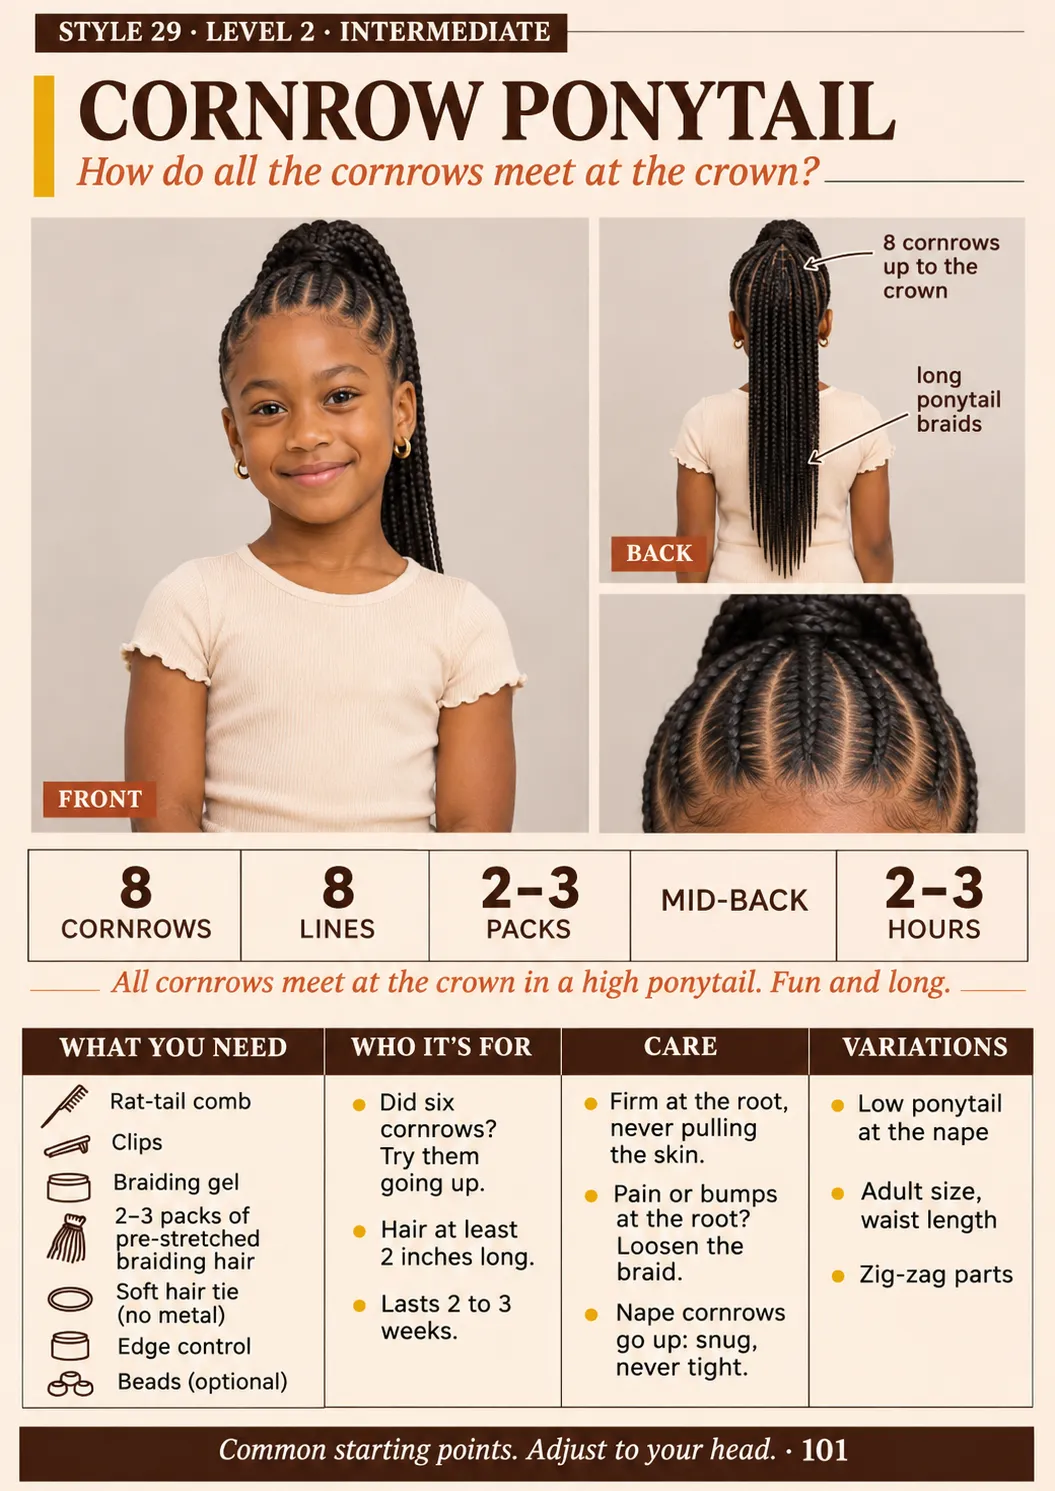 STYLE 29 · LEVEL 2 · INTERMEDIATE
CORNROW PONYTAIL
How do all the cornrows meet at the crown?
8 cornrows
up to the
crown
long
ponytail
braids
BACK
FRONT
8
CORNROWS
8
LINES
2–3
PACKS
MID-BACK
2–3
HOURS
All cornrows meet at the crown in a high ponytail. Fun and long.
WHAT YOU NEED
Rat-tail comb
Clips
Braiding gel
2–3 packs of
pre-stretched
braiding hair
Soft hair tie
(no metal)
Edge control
Beads (optional)
WHO IT'S FOR
Did six
cornrows?
Try them
going up.
Hair at least
2 inches long.
Lasts 2 to 3
weeks.
CARE
Firm at the root,
never pulling
the skin.
Pain or bumps
at the root?
Loosen the
braid.
Nape cornrows
go up: snug,
never tight.
VARIATIONS
Low ponytail
at the nape
Adult size,
waist length
Zig-zag parts
Common starting points. Adjust to your head. · 101